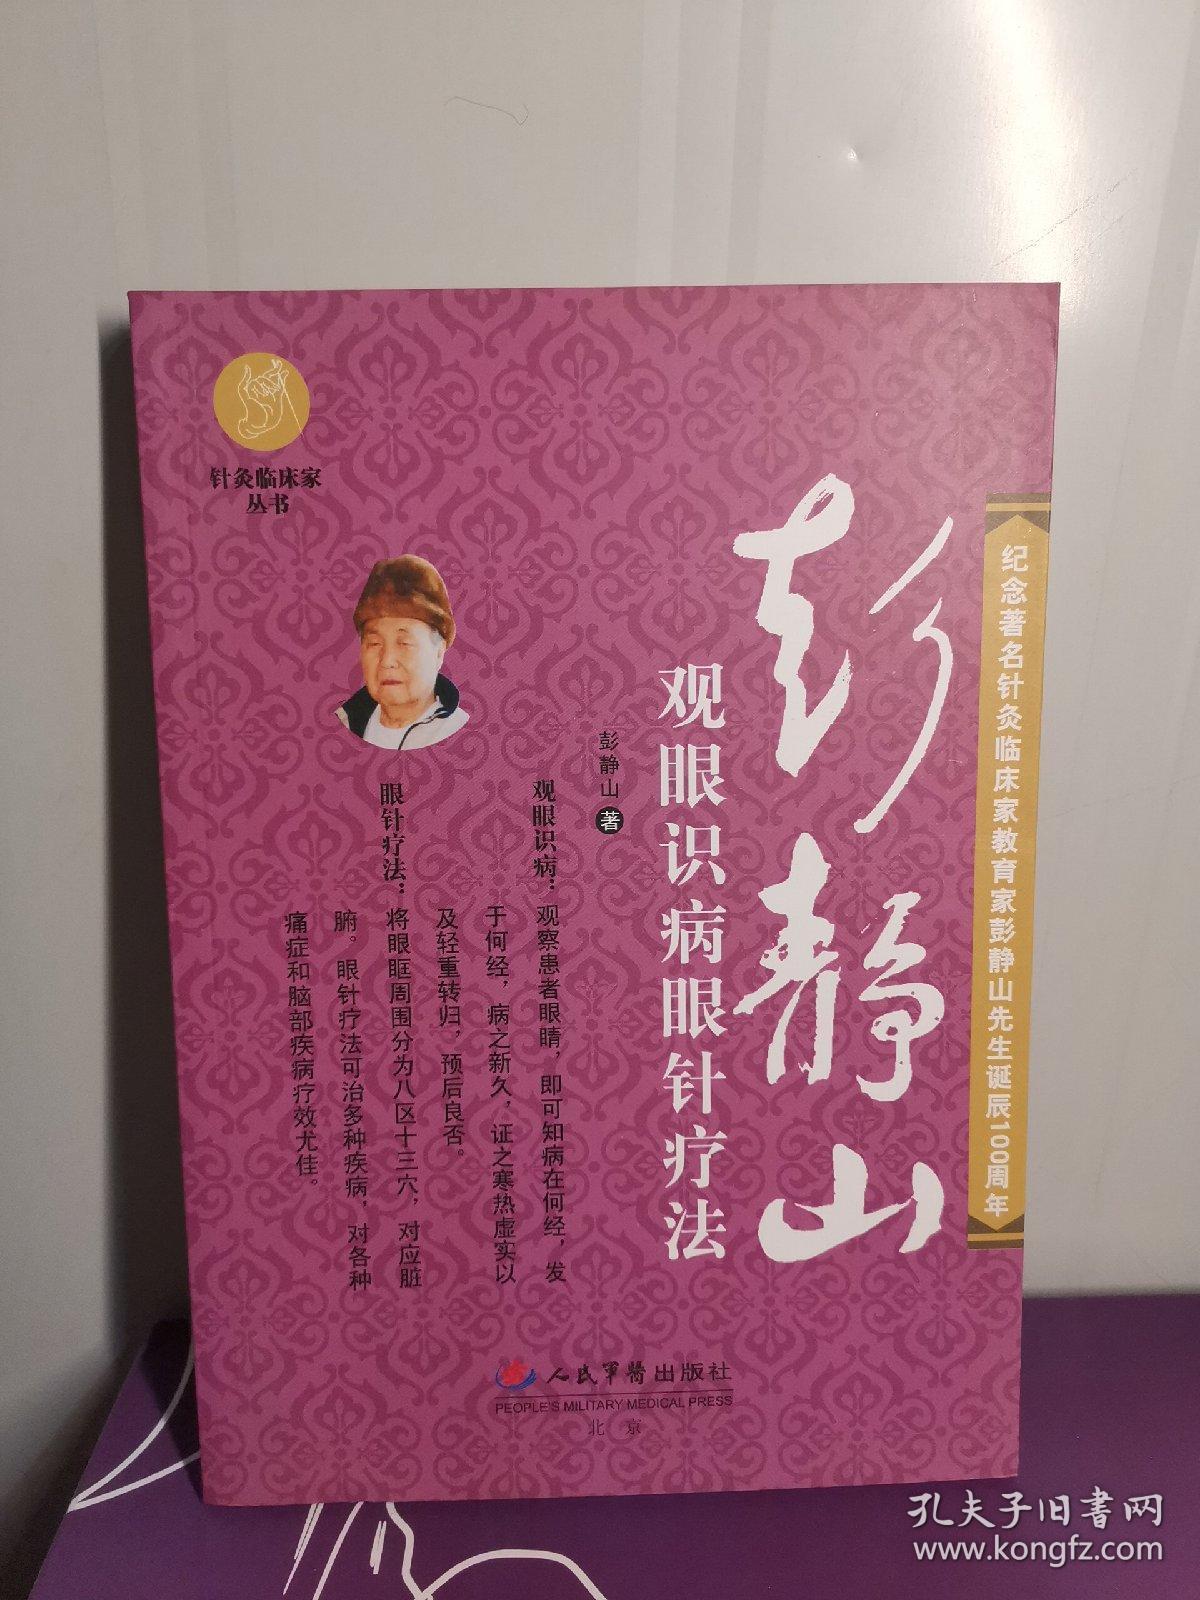 针灸临床家
丛书
纪念著名针灸临床家教育家彭静山先生诞辰100周年
彭静山
观眼识病眼针疗法
彭静山 著
观眼识病：观察患者眼睛，即可知病在何经，发
于何经，病之新久，证之寒热虚实以
及轻重转归，预后良否。
眼针疗法：将眼眶周围分为八区十三穴，对应脏
腑。眼针疗法可治多种疾病，对各种
痛症和脑部疾病疗效尤佳。
人民军医出版社
PEOPLE'S MILITARY MEDICAL PRESS
北京
孔夫子旧书网
www.kongfz.com